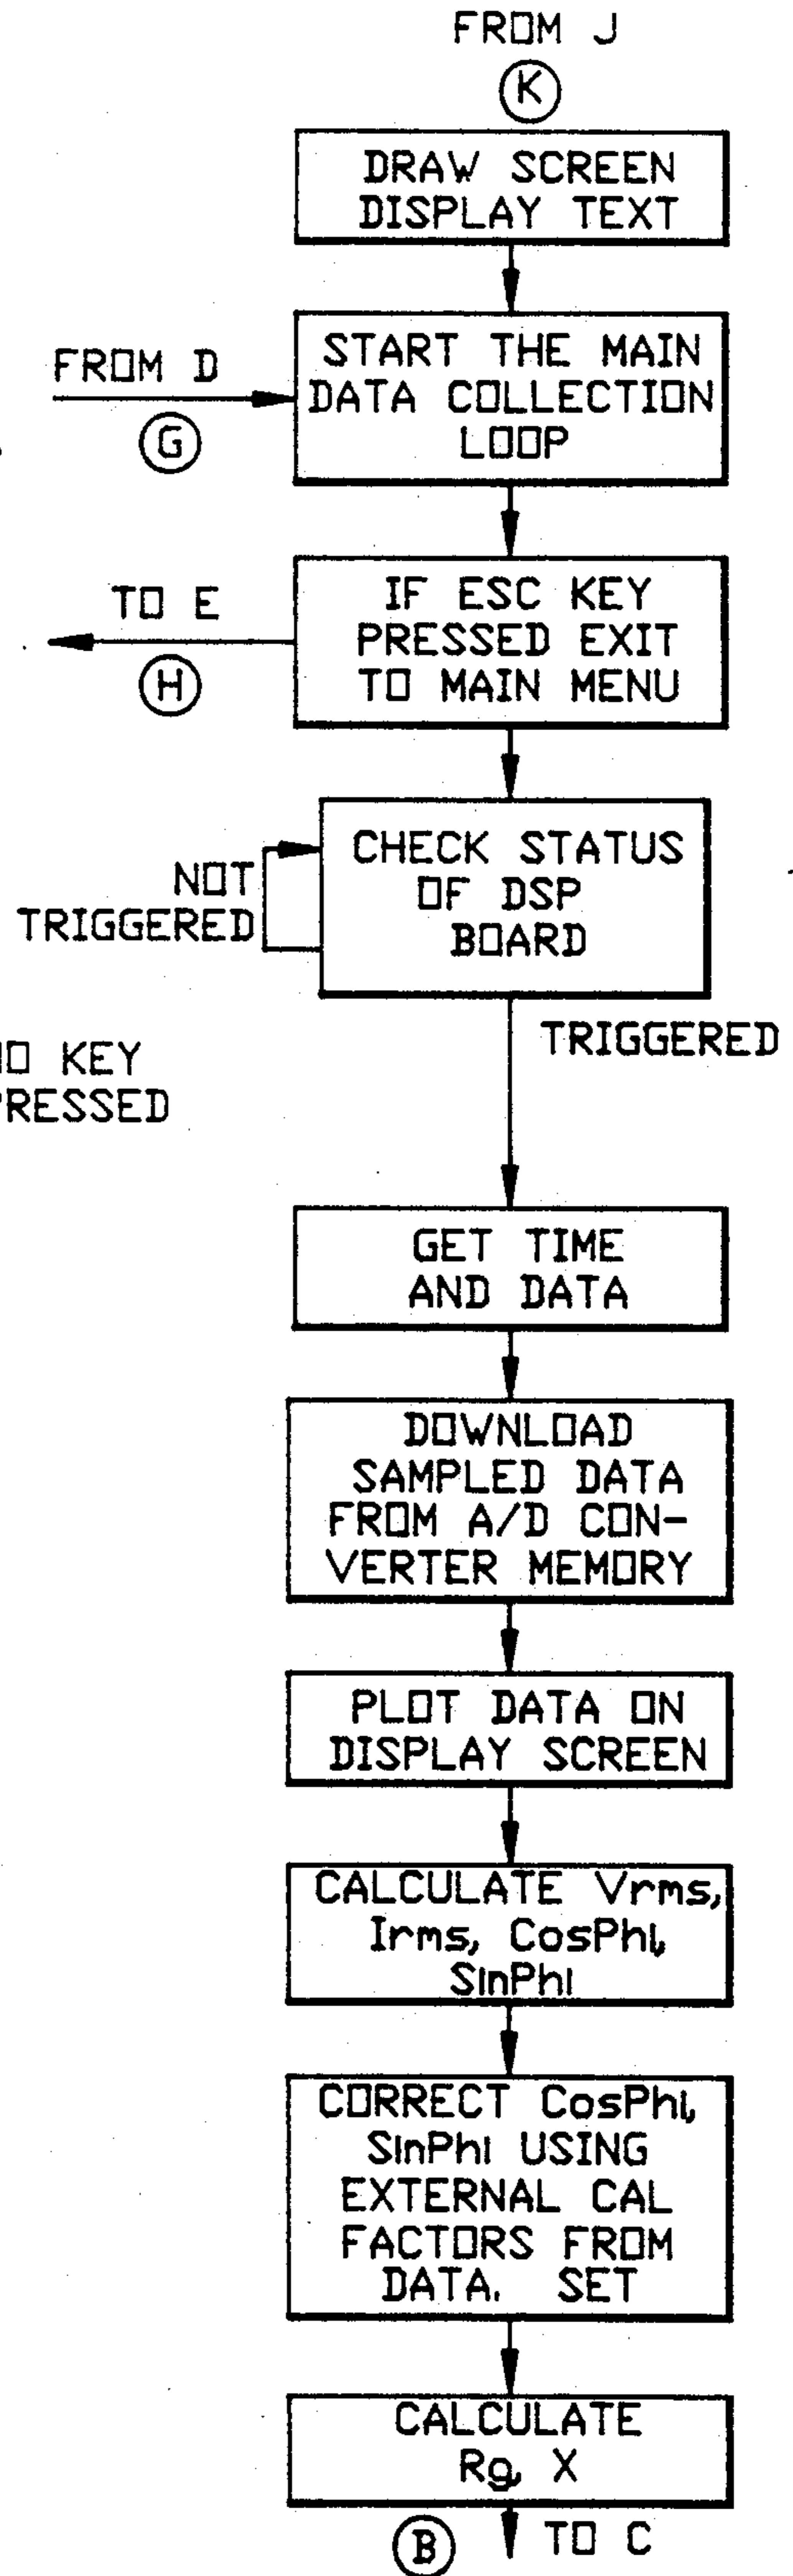 FROM J
K
DRAW SCREEN
DISPLAY TEXT
FROM D
G
START THE MAIN
DATA COLLECTION
LOOP
TO E
H
IF ESC KEY
PRESSED EXIT
TO MAIN MENU
NOT
TRIGGERED
CHECK STATUS
OF DSP
BOARD
TRIGGERED
KEY
GET TIME
AND DATA
DOWNLOAD
SAMPLED DATA
FROM A/D CON-
VERTER MEMORY
PLOT DATA ON
DISPLAY SCREEN
CALCULATE Vrms,
Irms, CosPhi,
SinPhi
CORRECT CosPhi,
SinPhi USING
EXTERNAL CAL
FACTORS FROM
DATA. SET
CALCULATE
Rg, X
B
TO C